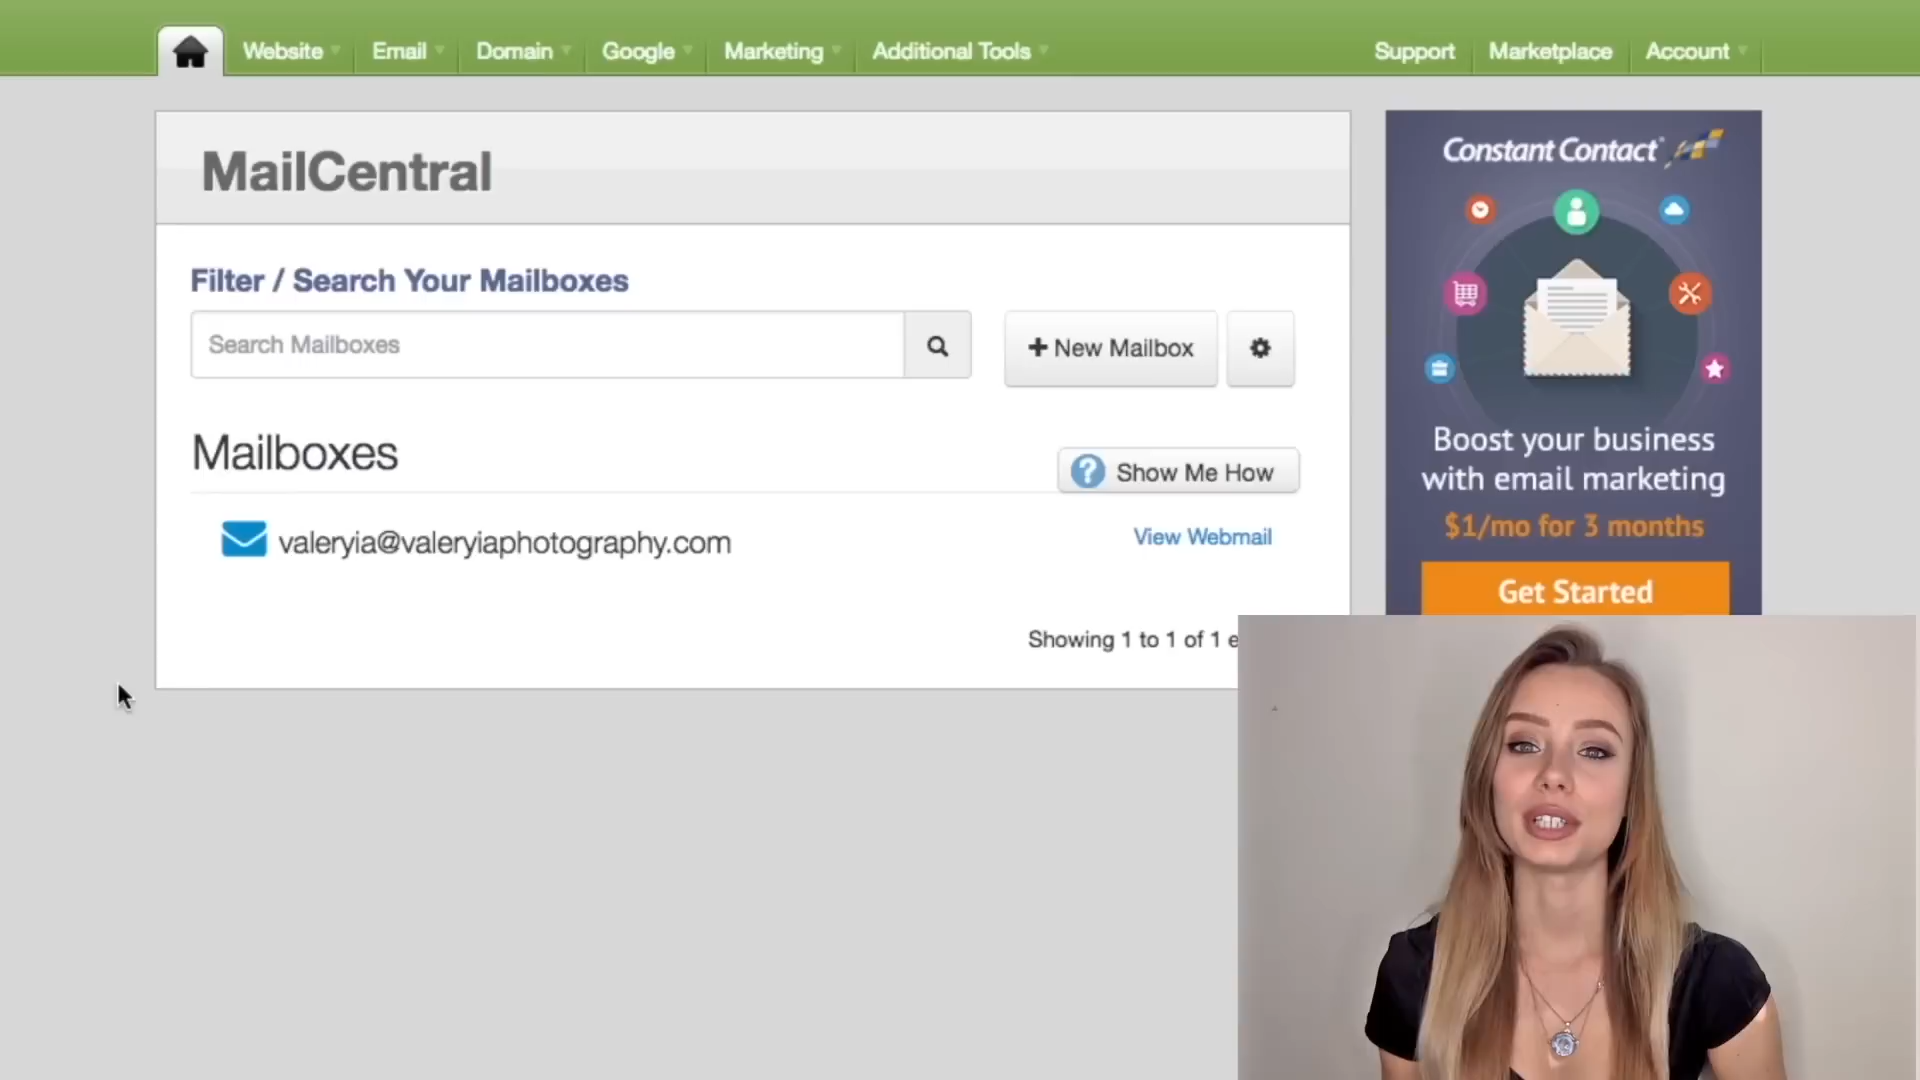 Website
Email
Domain
Google
Marketing
Additional Tools
Support
Marketplace
Account
MailCentral
Filter / Search Your Mailboxes
Search Mailboxes
New Mailbox
Mailboxes
? Show Me How
valeryia@valeryiaphotography.com
View Webmail
Showing 1 to 1 of 1 e
Constant Contact
Boost your business
with email marketing
$1/mo for 3 months
Get Started